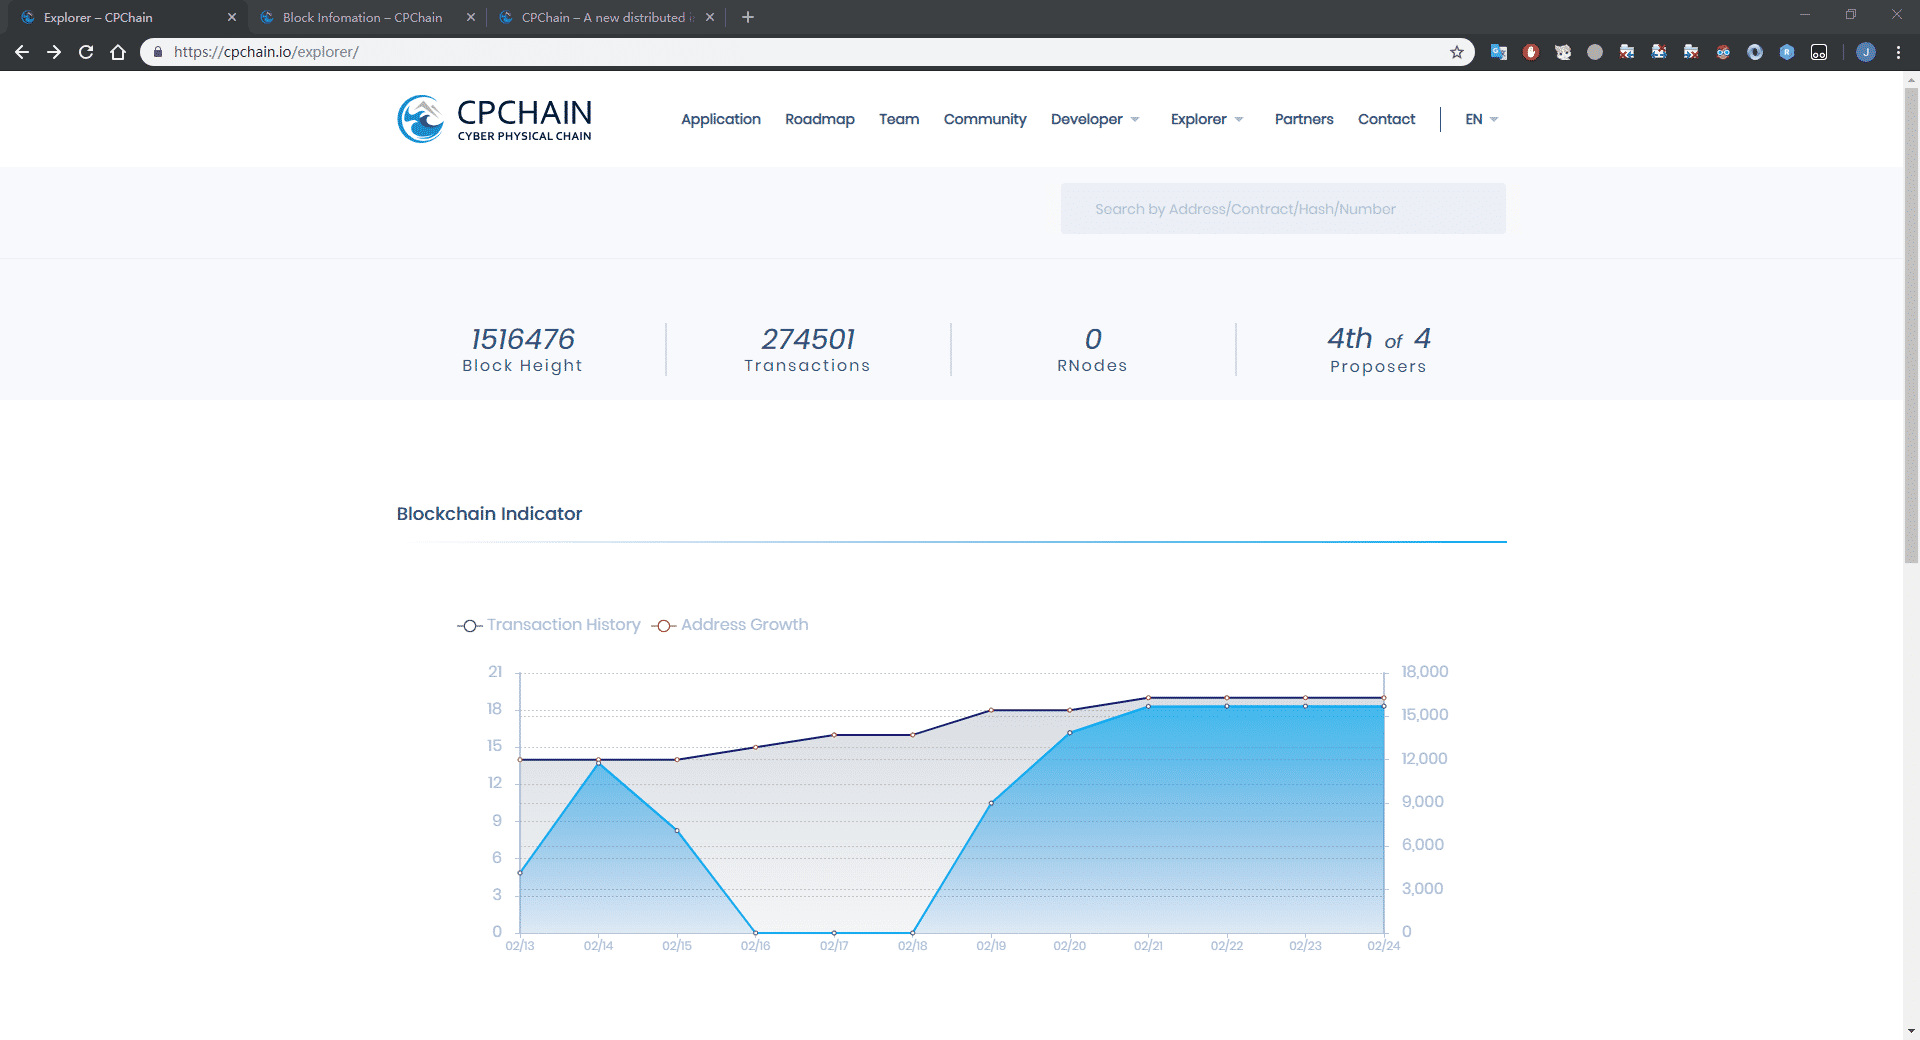 Explorer – CPChain
Block Infomation – CPChain
CPChain – A new distributed
https://cpchain.io/explorer/
J
CPCHAIN
CYBER PHYSICAL CHAIN
Application Roadmap Team Community Developer Explorer Partners Contact EN
Search by Address/Contract/Hash/Number
1516476
Block Height
274501
Transactions
0
RNodes
4th of 4
Proposers
Blockchain Indicator
Transaction History Address Growth
21 18,000
18 15,000
15 12,000
12 9,000
9 6,000
6 3,000
3
0 0
02/13 02/14 02/15 02/16 02/17 02/18 02/19 02/20 02/21 02/22 02/23 02/24